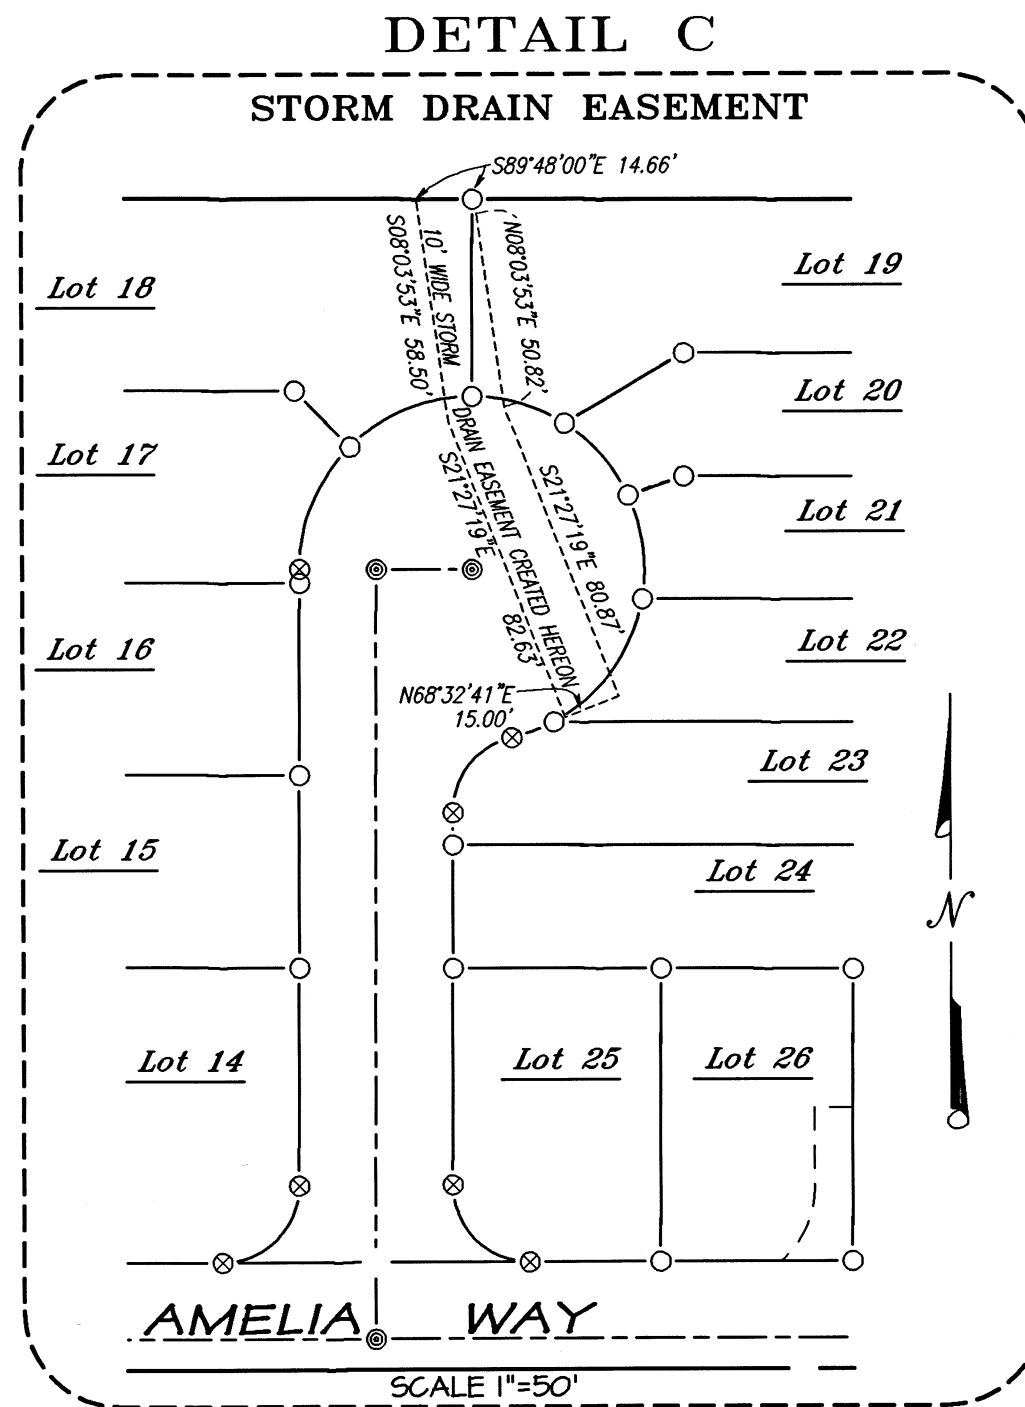 DETAIL C
STORM DRAIN EASEMENT
S89°48'00"E 14.66'
10' WIDE STORM
S08°03'53"E 58.50'
N08°03'53"E 50.82'
Lot 18
Lot 19
Lot 20
Lot 17
DRAIN EASEMENT CREATED HEREON
S21°27'19"E
82.63'
S21°27'19"E 80.87'
Lot 21
Lot 16
Lot 22
N68°32'41"E
15.00'
Lot 23
Lot 15
Lot 24
N
Lot 14
Lot 25
Lot 26
AMELIA WAY
SCALE 1"=50'